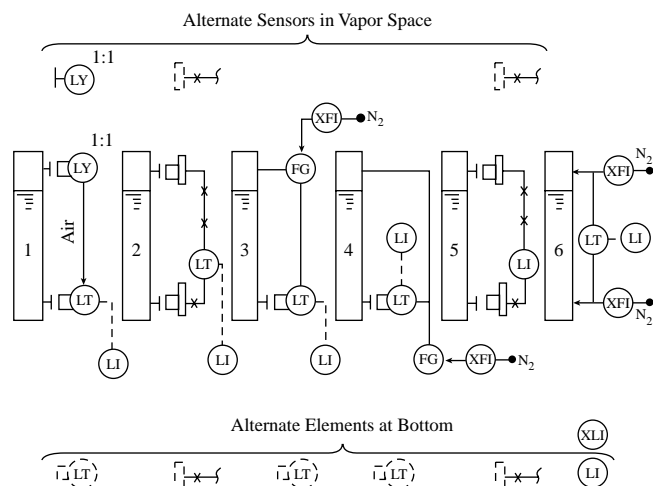 Alternate Sensors in Vapor Space
1:1
LY
1:1
XFI
N2
LY
FG
XFI
N2
1
Air
2
3
4
5
6
LI
LT
LI
LT
LI
LT
LT
LT
XFI
N2
LI
LI
LI
FG
XFI
N2
Alternate Elements at Bottom
XLI
LT
LT
LT
LI